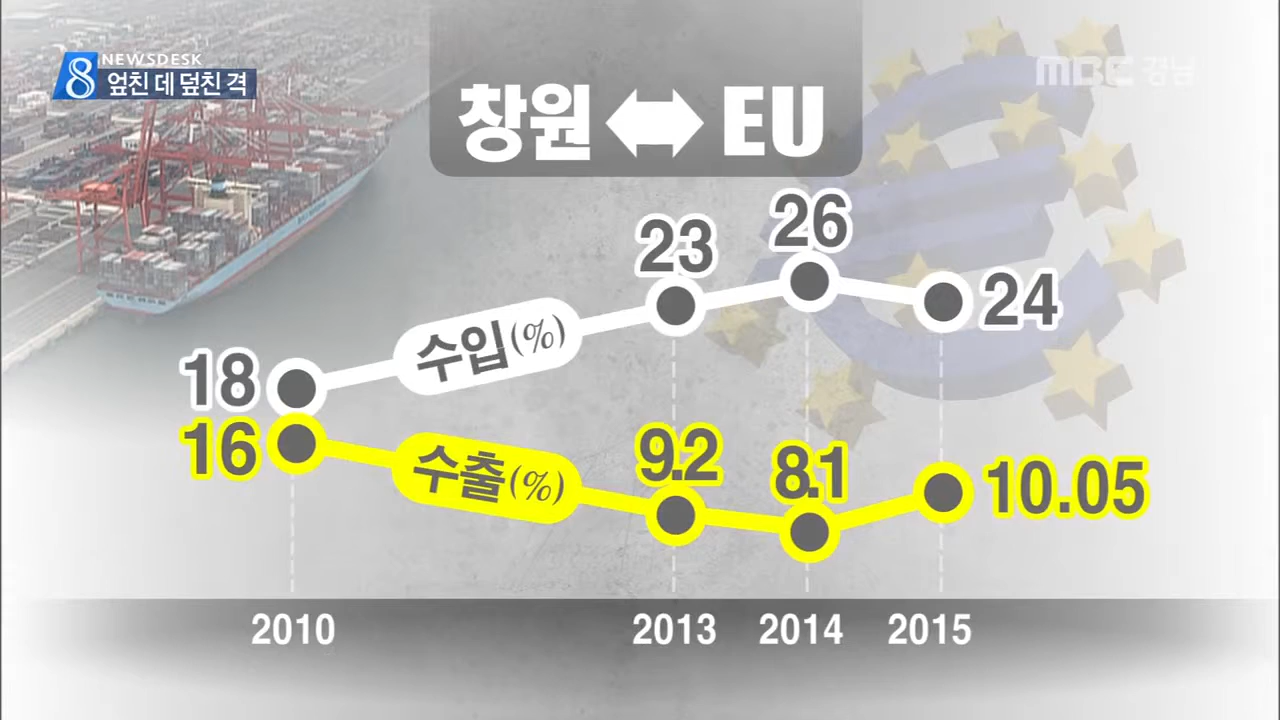 NEWSDESK
8 엎친 데 덮친 격
MBC 경남
창원 ↔ EU
23
26
24
18
수입(%)
16
수출(%)
9.2
8.1
10.05
2010
2013
2014
2015